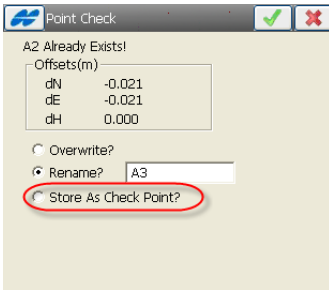 Point Check
A2 Already Exists!
Offsets(m)
dN -0.021
dE -0.021
dH 0.000
Overwrite?
Rename? A3
Store As Check Point?